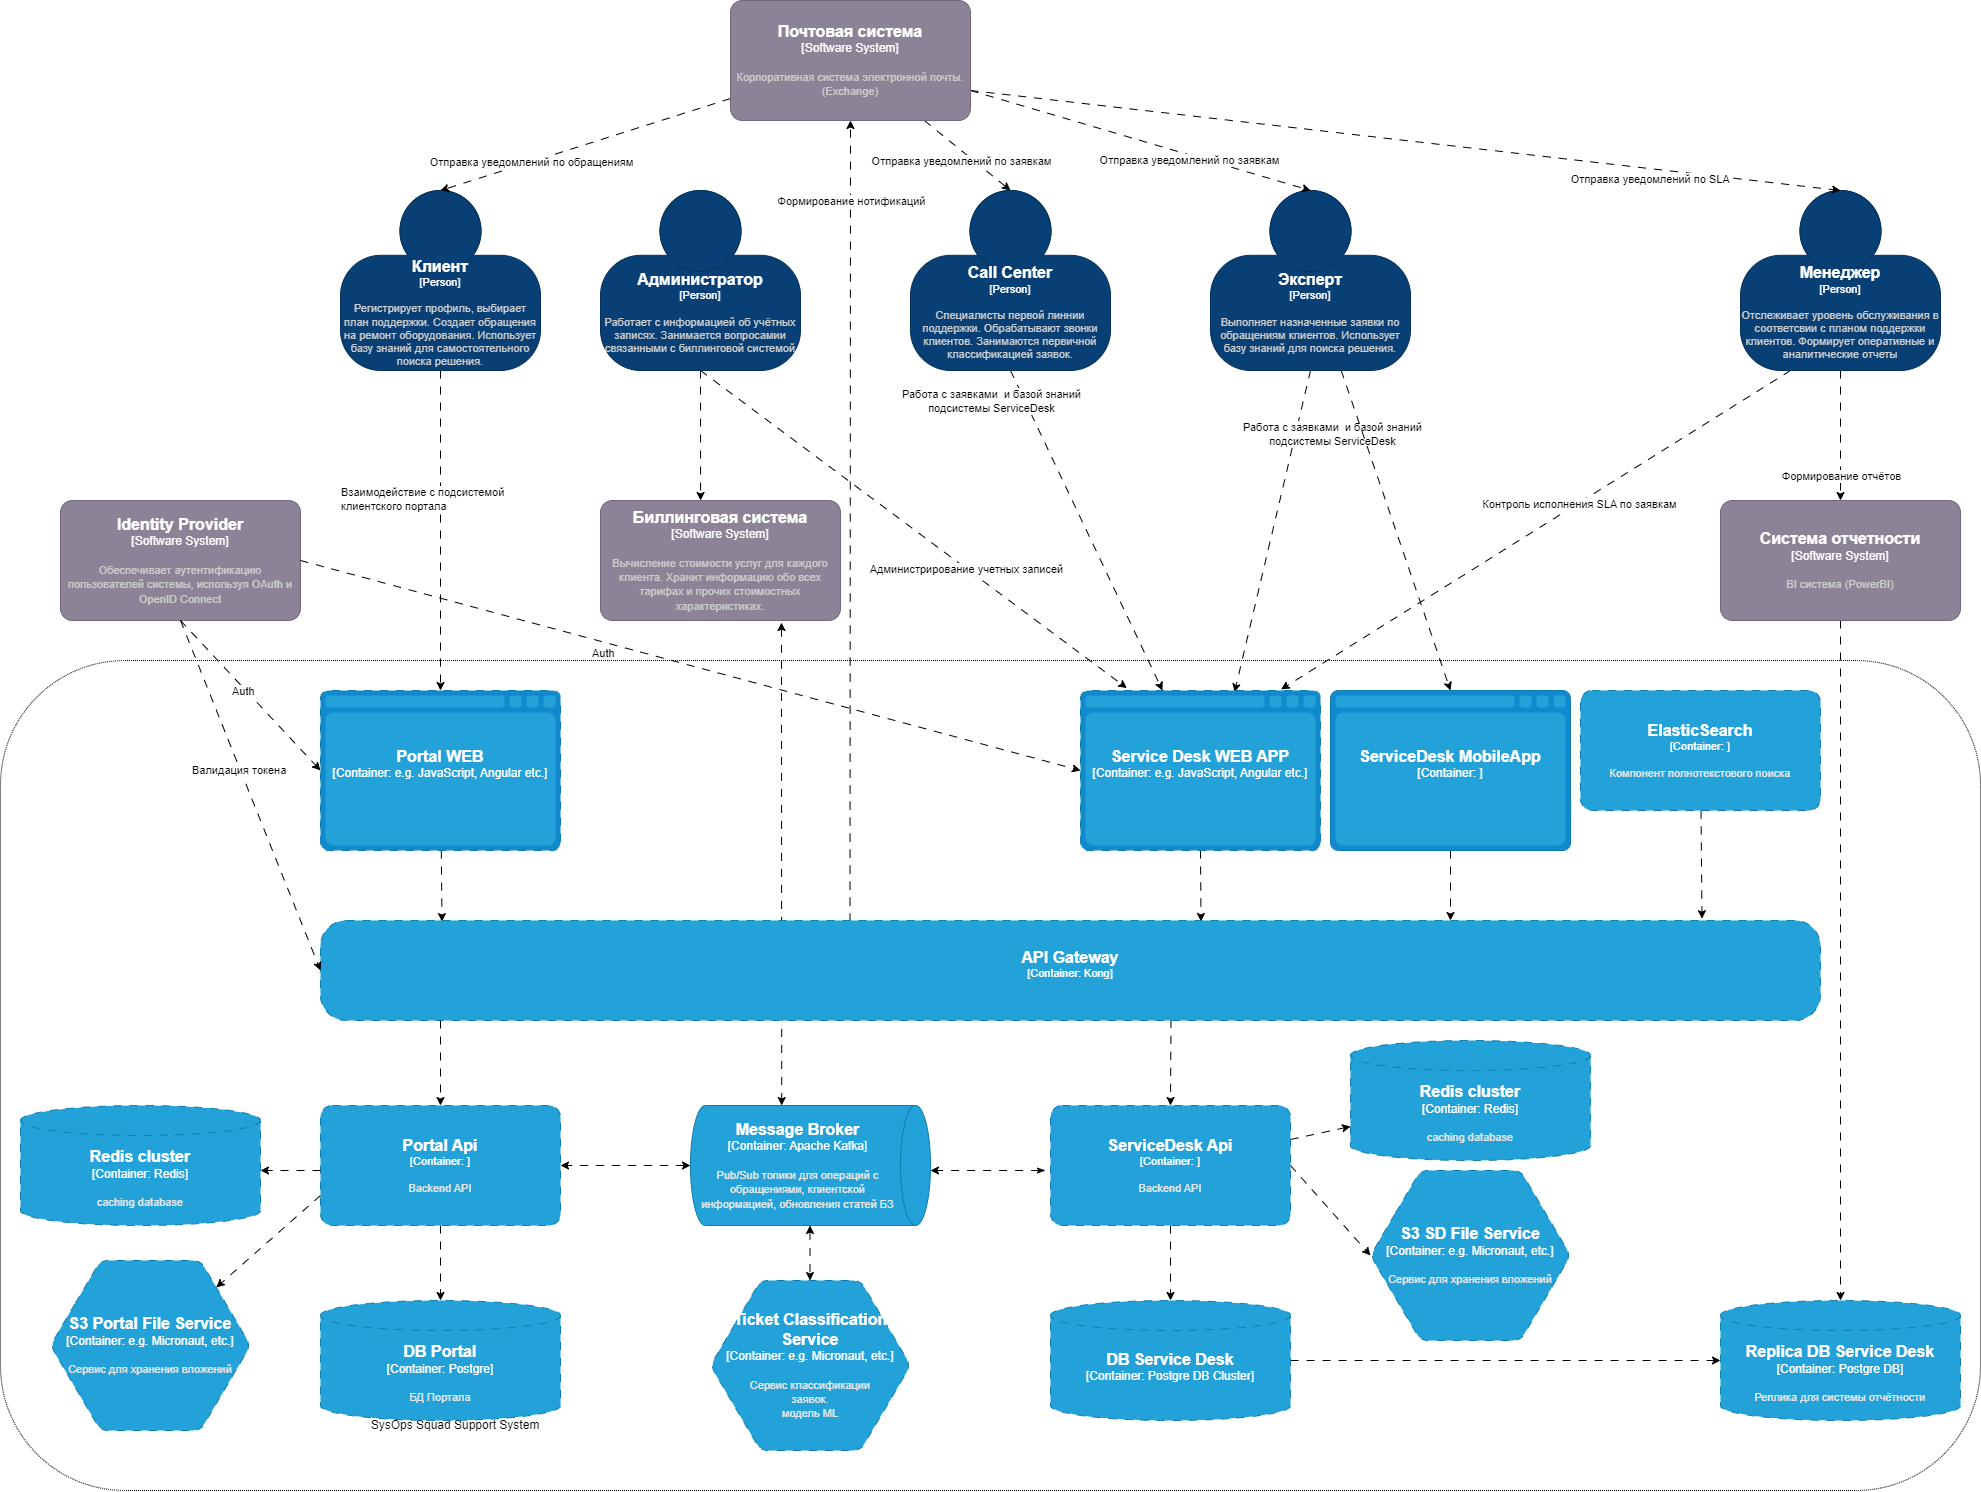 Почтовая система
[Software System]
Корпоративная система электронной почты.
(Exchange)
Отправка уведомлений по обращениям
Отправка уведомлений по заявкам
Отправка уведомлений по заявкам
Отправка уведомлений по SLA
Формирование нотификаций
Клиент
[Person]
Регистрирует профиль, выбирает
план поддержки. Создает обращения
на ремонт оборудования. Использует
базу знаний для самостоятельного
поиска решения.
Администратор
[Person]
Работает с информацией об учётных
записях. Занимается вопросамии
связанными с биллинговой системой
Call Center
[Person]
Специалисты первой линнии
поддержки. Обрабатывают звонки
клиентов. Занимаются первичной
классификацией заявок.
Эксперт
[Person]
Выполняет назначенные заявки по
обращениям клиентов. Использует
базу знаний для поиска решения.
Менеджер
[Person]
Отслеживает уровень обслуживания в
соответсвии с планом поддержки
клиентов. Формирует оперативные и
аналитические отчеты
Работа с заявками и базой знаний
подсистемы ServiceDesk
Работа с заявками и базой знаний
подсистемы ServiceDesk
Взаимодействие с подсистемой
клиентского портала
Формирование отчётов
Контроль исполнения SLA по заявкам
Identity Provider
[Software System]
Обеспечивает аутентификацию
пользователей системы, используя OAuth и
OpenID Connect
Биллинговая система
[Software System]
Вычисление стоимости услуг для каждого
клиента. Хранит информацию обо всех
тарифах и прочих стоимостных
характеристиках.
Система отчетности
[Software System]
BI система (PowerBI)
Администрирование учетных записей
Auth
Auth
Валидация токена
Portal WEB
[Container: e.g. JavaScript, Angular etc.]
Service Desk WEB APP
[Container: e.g. JavaScript, Angular etc.]
ServiceDesk MobileApp
[Container: ]
ElasticSearch
[Container: ]
Компонент полнотекстового поиска
API Gateway
[Container: Kong]
Redis cluster
[Container: Redis]
caching database
Portal Api
[Container: ]
Backend API
Message Broker
[Container: Apache Kafka]
Pub/Sub топики для операций с
обращениями, клиентской
информацией, обновления статей БЗ
ServiceDesk Api
[Container: ]
Backend API
Redis cluster
[Container: Redis]
caching database
S3 SD File Service
[Container: e.g. Micronaut, etc.]
Сервис для хранения вложений
S3 Portal File Service
[Container: e.g. Micronaut, etc.]
Сервис для хранения вложений
DB Portal
[Container: Postgre]
БД Портала
SysOps Squad Support System
Ticket Classification
Service
[Container: e.g. Micronaut, etc.]
Сервис классификации
заявок.
модель ML
DB Service Desk
[Container: Postgre DB Cluster]
Replica DB Service Desk
[Container: Postgre DB]
Реплика для системы отчётности